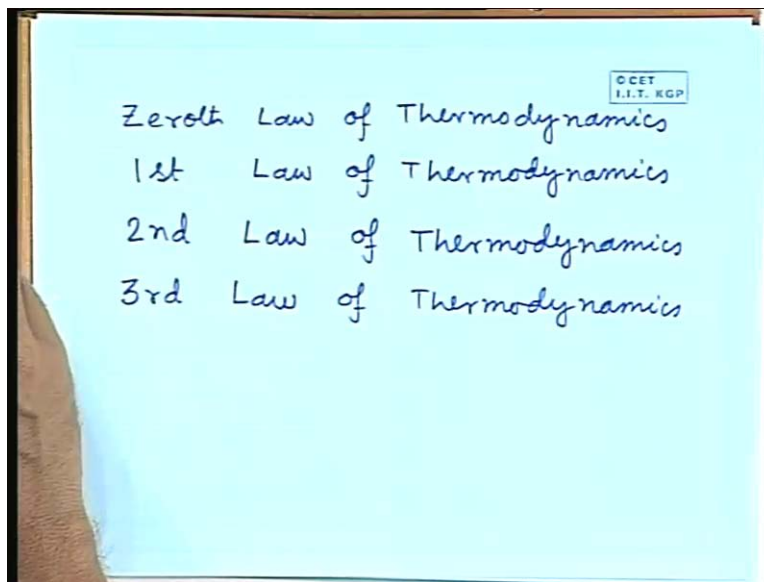 © CET
I.I.T. KGP
Zeroth Law of Thermodynamics
1st Law of Thermodynamics
2nd Law of Thermodynamics
3rd Law of Thermodynamics